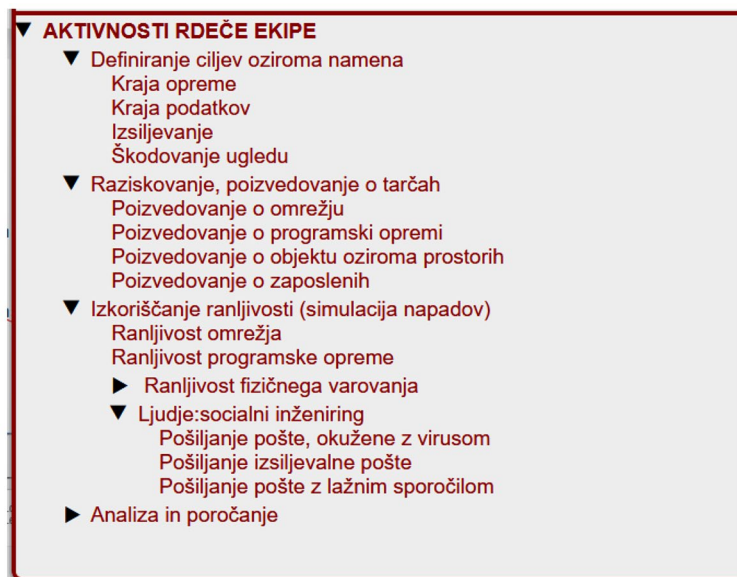 AKTIVNOSTI RDEČE EKIPE
Definiranje ciljev oziroma namena
Kraja opreme
Kraja podatkov
Izsiljevanje
Škodovanje ugledu
Raziskovanje, poizvedovanje o tarčah
Poizvedovanje o omrežju
Poizvedovanje o programski opremi
Poizvedovanje o objektu oziroma prostorih
Poizvedovanje o zaposlenih
Izkoriščanje ranljivosti (simulacija napadov)
Ranljivost omrežja
Ranljivost programske opreme
Ranljivost fizičnega varovanja
Ljudje:socialni inženiring
Pošiljanje pošte, okužene z virusom
Pošiljanje izsiljevalne pošte
Pošiljanje pošte z lažnim sporočilom
Analiza in poročanje